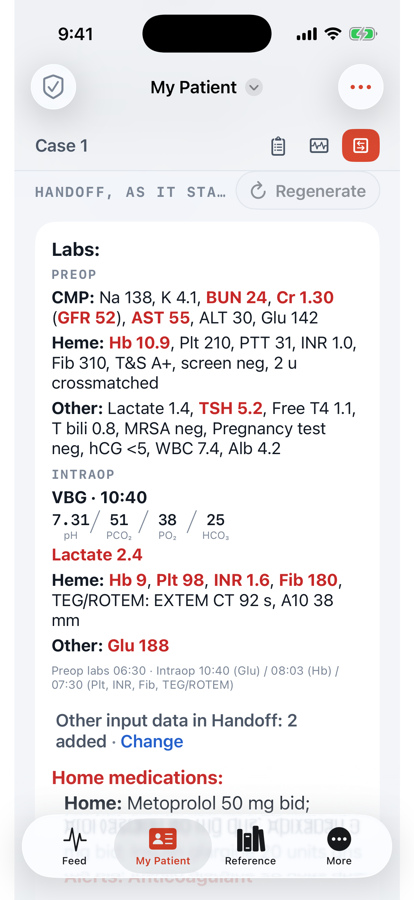 9:41
My Patient
Case 1
HANDOFF, AS IT STA…
Regenerate
Labs:
PREOP
CMP: Na 138, K 4.1, BUN 24, Cr 1.30
(GFR 52), AST 55, ALT 30, Glu 142
Heme: Hb 10.9, Plt 210, PTT 31, INR 1.0,
Fib 310, T&S A+, screen neg, 2 u
crossmatched
Other: Lactate 1.4, TSH 5.2, Free T4 1.1,
T bili 0.8, MRSA neg, Pregnancy test
neg, hCG <5, WBC 7.4, Alb 4.2
INTRAOP
VBG · 10:40
7.31 / 51 / 38 / 25
pH PCO₂ PO₂ HCO₃
Lactate 2.4
Heme: Hb 9, Plt 98, INR 1.6, Fib 180,
TEG/ROTEM: EXTEM CT 92 s, A10 38
mm
Other: Glu 188
Preop labs 06:30 · Intraop 10:40 (Glu) / 08:03 (Hb) /
07:30 (Plt, INR, Fib, TEG/ROTEM)
Other input data in Handoff: 2
added · Change
Home medications:
Home: Metoprolol 50 mg bid;
Feed
My Patient
Reference
More